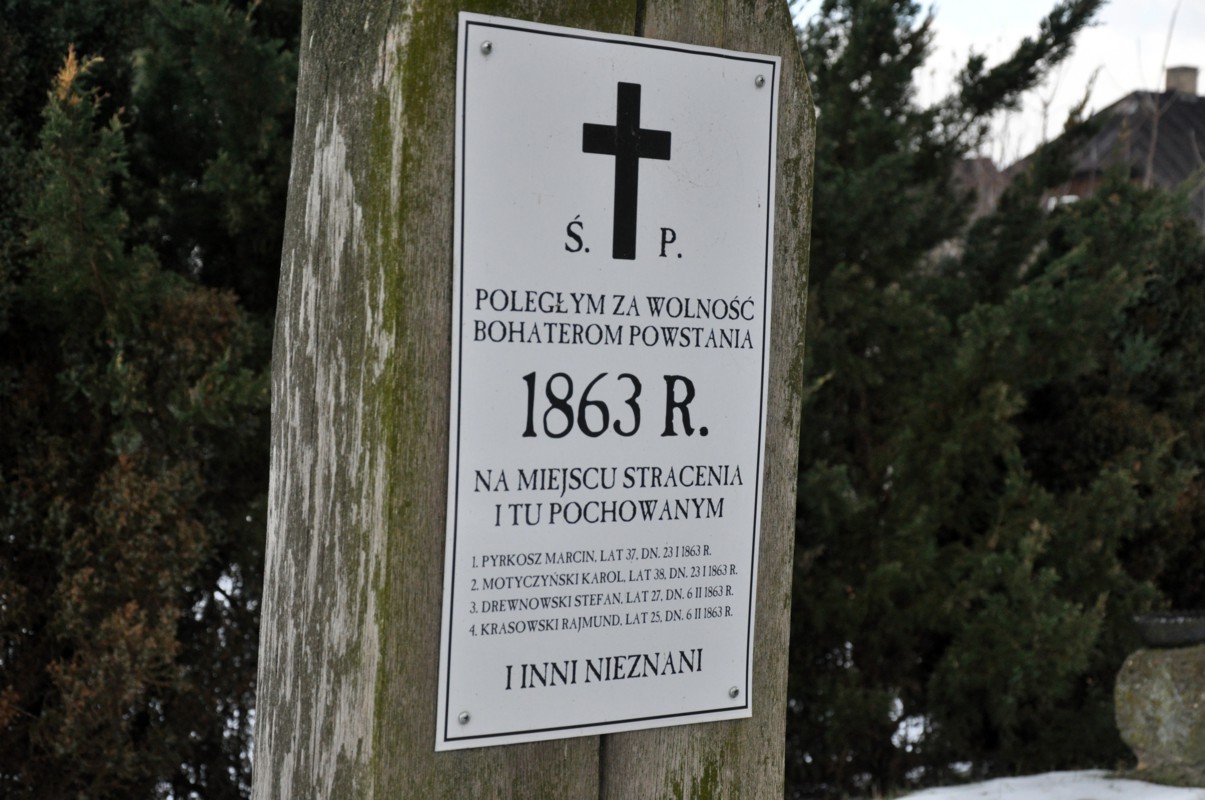 Ś. P.
POLEGŁYM ZA WOLNOŚĆ
BOHATEROM POWSTANIA
1863 R.
NA MIEJSCU STRACENIA
I TU POCHOWANYM
1. PYRKOSZ MARCIN, LAT 37, DN. 23 I 1863 R.
2. MOTYCZYŃSKI KAROL, LAT 38, DN. 23 I 1863 R.
3. DREWNOWSKI STEFAN, LAT 27, DN. 6 II 1863 R.
4. KRASOWSKI RAJMUND, LAT 25, DN. 6 II 1863 R.
I INNI NIEZNANI